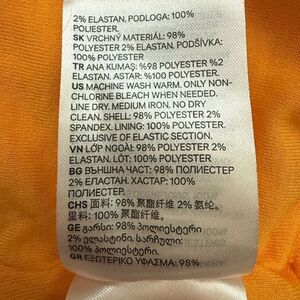 2% ELASTAN. PODLOGA: 100%
POLIESTER.
SK VRCHNÝ MATERIÁL: 98%
POLYESTER 2% ELASTAN. PODŠÍVKA:
100% POLYESTER
TR ANA KUMAŞ: %98 POLYESTER %2
ELASTAN. ASTAR: %100 POLYESTER.
US MACHINE WASH WARM. ONLY NON-
CHLORINE BLEACH WHEN NEEDED.
LINE DRY. MEDIUM IRON. NO DRY
CLEAN. SHELL: 98% POLYESTER 2%
SPANDEX. LINING: 100% POLYESTER.
EXCLUSIVE OF ELASTIC SECTION.
VN LỚP NGOÀI: 98% POLYESTER 2%
ELASTAN. LÓT: 100% POLYESTER
BG ВЪНШНА ЧАСТ: 98% ПОЛИЕСТЕР
2% ЕЛАСТАН. ХАСТАР: 100%
ПОЛИЕСТЕР.
CHS 面料: 98% 聚酯纤维 2% 氨纶.
里料: 100% 聚酯纤维
GE გარსი: 98% პოლიესტერი
2% ელასტინი. სარჩული:
100% პოლიესტერი.
GR ΕΞΩΤΕΡΙΚΟ ΥΦΑΣΜΑ: 98%